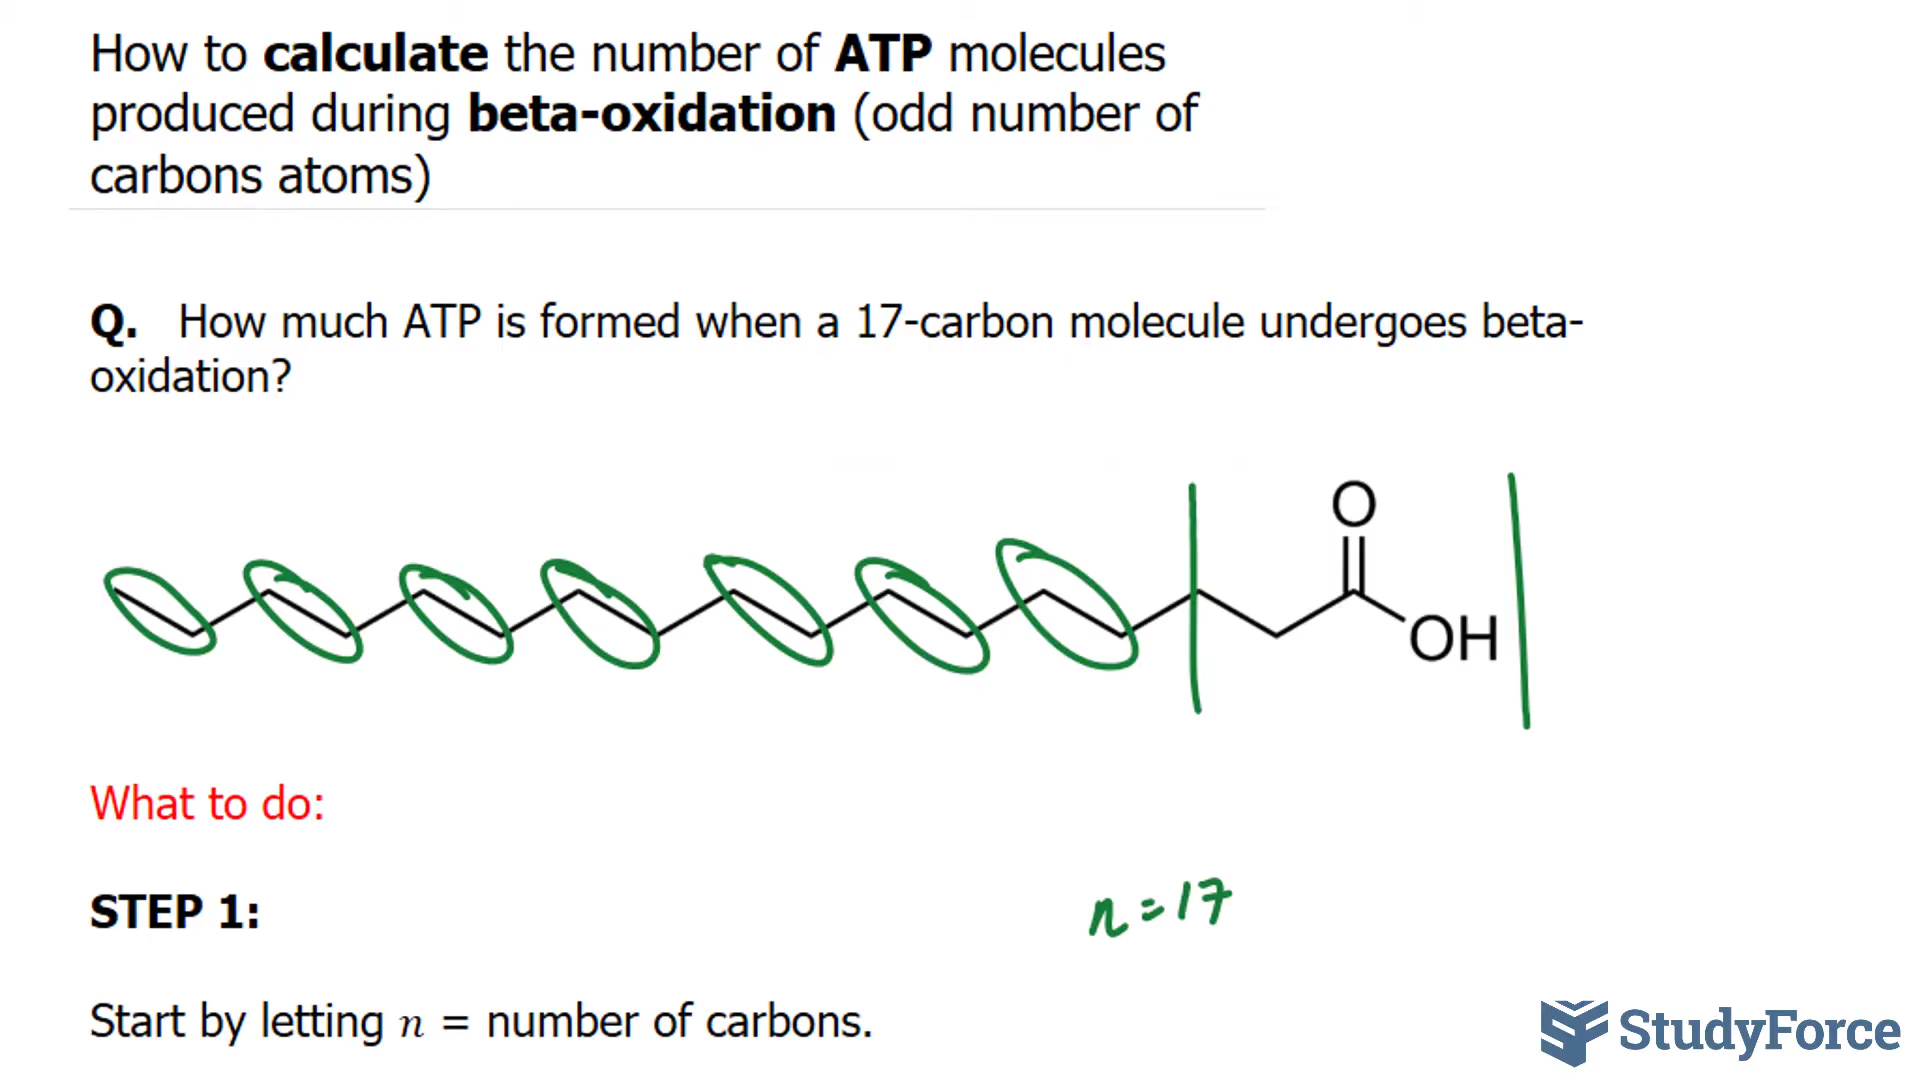 How to calculate the number of ATP molecules
produced during beta-oxidation (odd number of
carbons atoms)
Q. How much ATP is formed when a 17-carbon molecule undergoes beta-
oxidation?
O
OH
What to do:
STEP 1:
n = 17
Start by letting n = number of carbons.
StudyForce